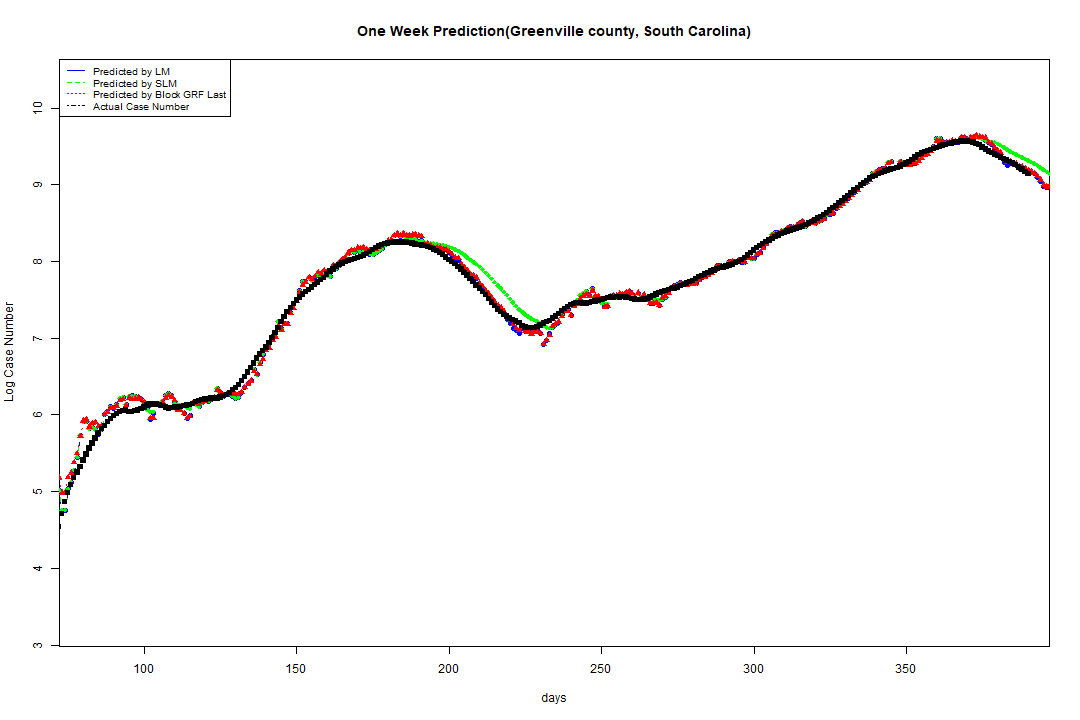 One Week Prediction(Greenville county, South Carolina)
Predicted by LM
Predicted by SLM
Predicted by Block GRF Last
Actual Case Number
Log Case Number
10
9
8
7
6
5
4
3
100
150
200
250
300
350
days